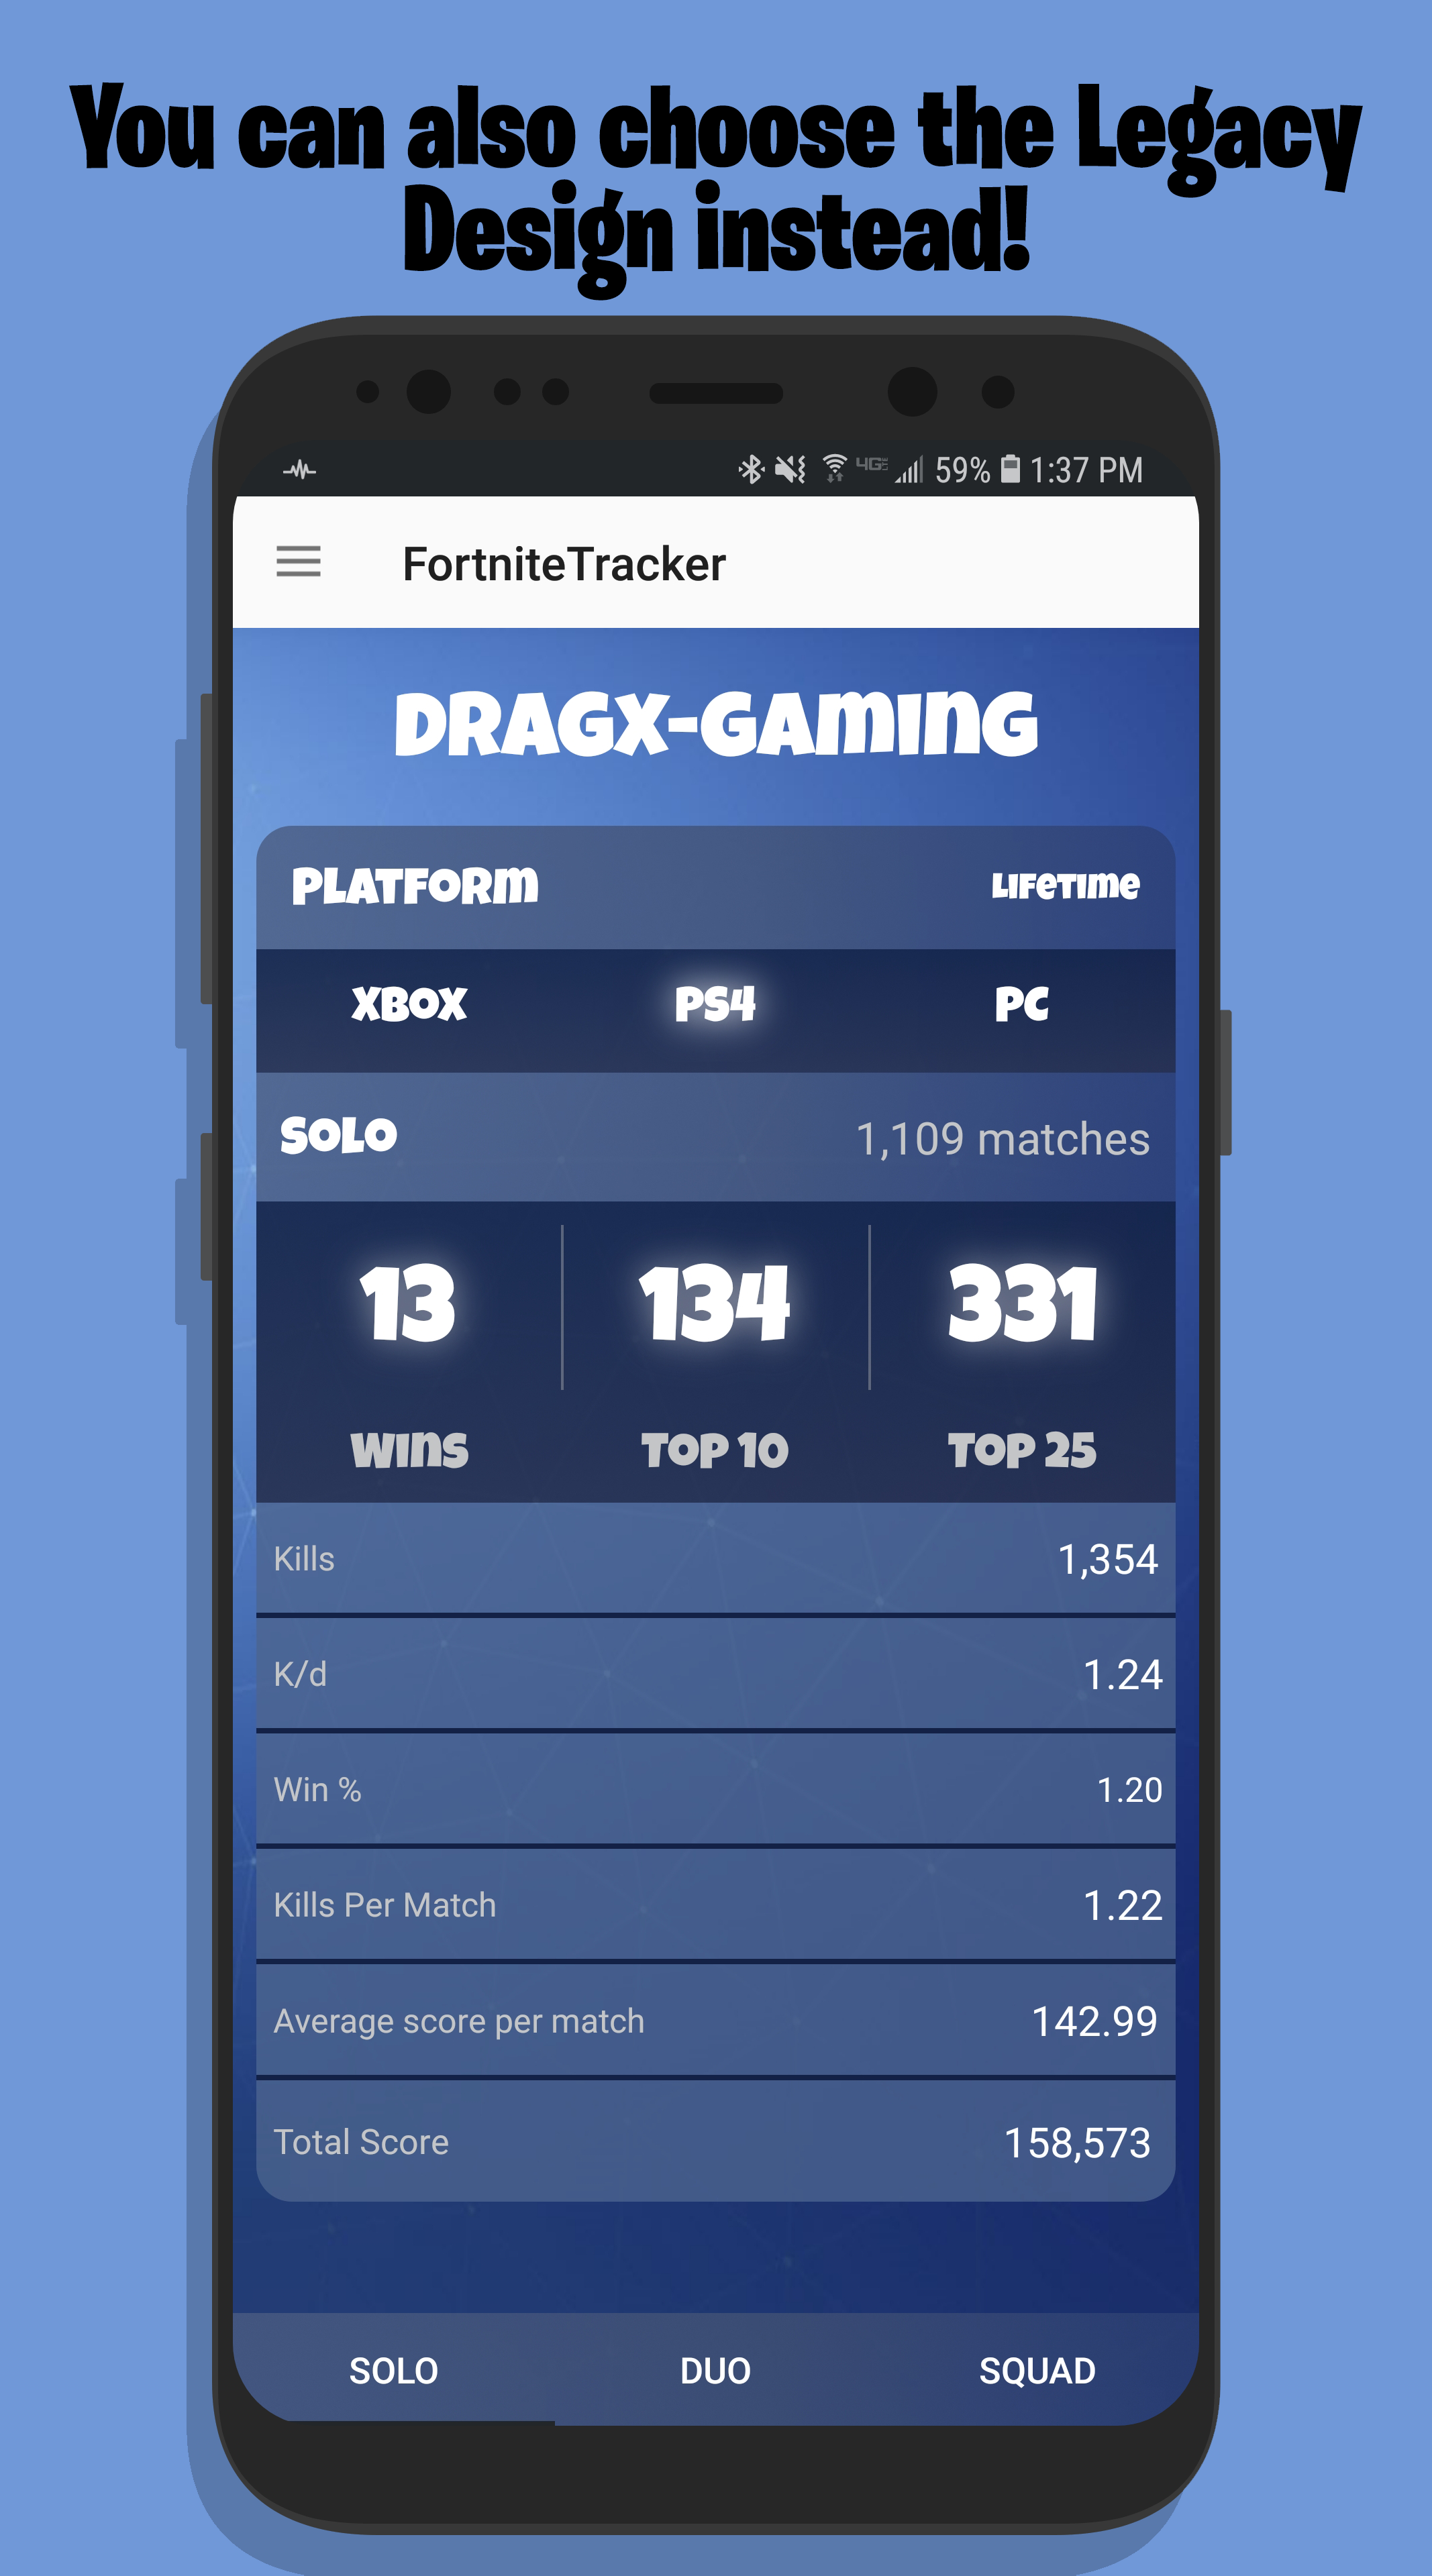 You can also choose the Legacy
Design instead!
4G 59% 1:37 PM
FortniteTracker
DRAGX-GAMING
PLATFORM LIFETIME
XBOX PS4 PC
SOLO 1,109 matches
13 134 331
WINS TOP 10 TOP 25
Kills 1,354
K/d 1.24
Win % 1.20
Kills Per Match 1.22
Average score per match 142.99
Total Score 158,573
SOLO DUO SQUAD